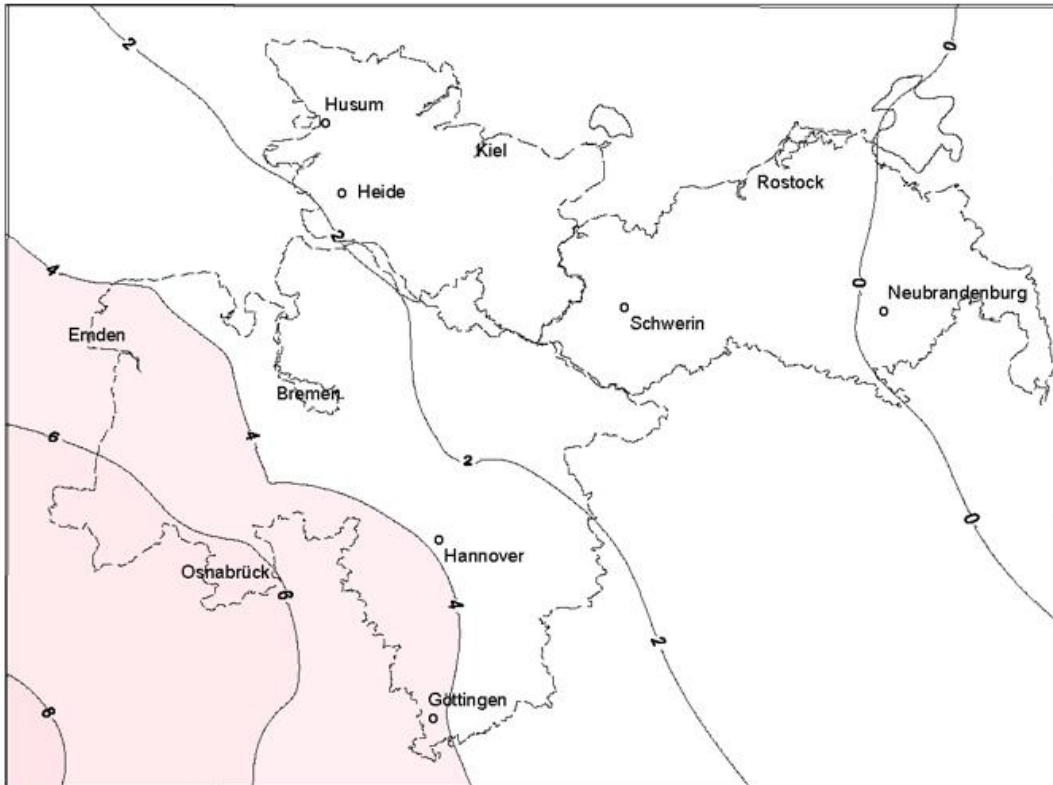 2
0
Husum
Kiel
Heide
Rostock
2
4
0
Neubrandenburg
Schwerin
Emden
Bremen
6
4
2
0
Hannover
Osnabrück
6
4
2
Göttingen
8